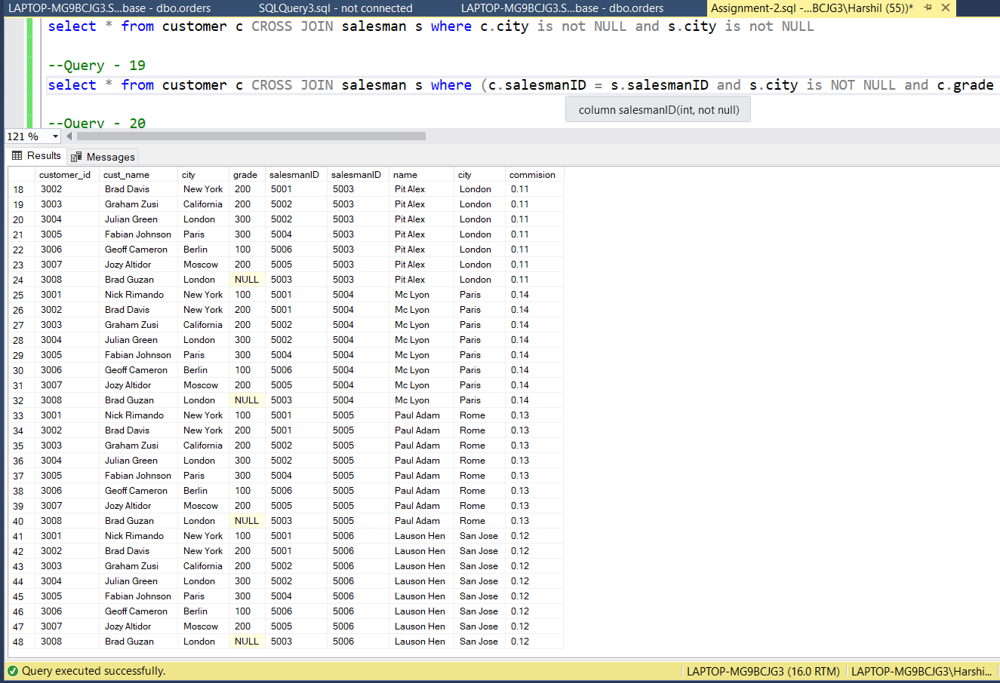 LAPTOP-MG9BCJG3.S...base - dbo.orders SQLQuery3.sql - not connected LAPTOP-MG9BCJG3.S...base - dbo.orders Assignment-2.sql -...BCJG3\Harshil (55))*
select * from customer c CROSS JOIN salesman s where c.city is not NULL and s.city is not NULL
--Query - 19
select * from customer c CROSS JOIN salesman s where (c.salesmanID = s.salesmanID and s.city is NOT NULL and c.grade
column salesmanID(int, not null)
--Query - 20
121 %
Results Messages
customer_id cust_name city grade salesmanID salesmanID name city commision
18 3002 Brad Davis New York 200 5001 5003 Pit Alex London 0.11
19 3003 Graham Zusi California 200 5002 5003 Pit Alex London 0.11
20 3004 Julian Green London 300 5002 5003 Pit Alex London 0.11
21 3005 Fabian Johnson Paris 300 5004 5003 Pit Alex London 0.11
22 3006 Geoff Cameron Berlin 100 5006 5003 Pit Alex London 0.11
23 3007 Jozy Altidor Moscow 200 5005 5003 Pit Alex London 0.11
24 3008 Brad Guzan London NULL 5003 5003 Pit Alex London 0.11
25 3001 Nick Rimando New York 100 5001 5004 Mc Lyon Paris 0.14
26 3002 Brad Davis New York 200 5001 5004 Mc Lyon Paris 0.14
27 3003 Graham Zusi California 200 5002 5004 Mc Lyon Paris 0.14
28 3004 Julian Green London 300 5002 5004 Mc Lyon Paris 0.14
29 3005 Fabian Johnson Paris 300 5004 5004 Mc Lyon Paris 0.14
30 3006 Geoff Cameron Berlin 100 5006 5004 Mc Lyon Paris 0.14
31 3007 Jozy Altidor Moscow 200 5005 5004 Mc Lyon Paris 0.14
32 3008 Brad Guzan London NULL 5003 5004 Mc Lyon Paris 0.14
33 3001 Nick Rimando New York 100 5001 5005 Paul Adam Rome 0.13
34 3002 Brad Davis New York 200 5001 5005 Paul Adam Rome 0.13
35 3003 Graham Zusi California 200 5002 5005 Paul Adam Rome 0.13
36 3004 Julian Green London 300 5002 5005 Paul Adam Rome 0.13
37 3005 Fabian Johnson Paris 300 5004 5005 Paul Adam Rome 0.13
38 3006 Geoff Cameron Berlin 100 5006 5005 Paul Adam Rome 0.13
39 3007 Jozy Altidor Moscow 200 5005 5005 Paul Adam Rome 0.13
40 3008 Brad Guzan London NULL 5003 5005 Paul Adam Rome 0.13
41 3001 Nick Rimando New York 100 5001 5006 Lauson Hen San Jose 0.12
42 3002 Brad Davis New York 200 5001 5006 Lauson Hen San Jose 0.12
43 3003 Graham Zusi California 200 5002 5006 Lauson Hen San Jose 0.12
44 3004 Julian Green London 300 5002 5006 Lauson Hen San Jose 0.12
45 3005 Fabian Johnson Paris 300 5004 5006 Lauson Hen San Jose 0.12
46 3006 Geoff Cameron Berlin 100 5006 5006 Lauson Hen San Jose 0.12
47 3007 Jozy Altidor Moscow 200 5005 5006 Lauson Hen San Jose 0.12
48 3008 Brad Guzan London NULL 5003 5006 Lauson Hen San Jose 0.12
Query executed successfully. LAPTOP-MG9BCJG3 (16.0 RTM) LAPTOP-MG9BCJG3\Harshi...